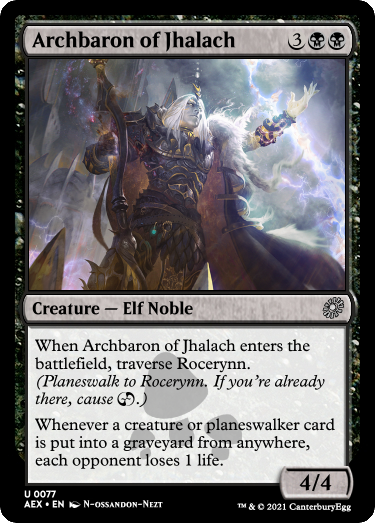 Archbaron of Jhalach 3
Creature — Elf Noble
When Archbaron of Jhalach enters the
battlefield, traverse Rocerynn.
(Planeswalk to Rocerynn. If you're already
there, cause .)
Whenever a creature or planeswalker card
is put into a graveyard from anywhere,
each opponent loses 1 life.
4/4
U 0077
AEX • EN N-OSSANDON-NEZT
™ & © 2021 CanterburyEgg